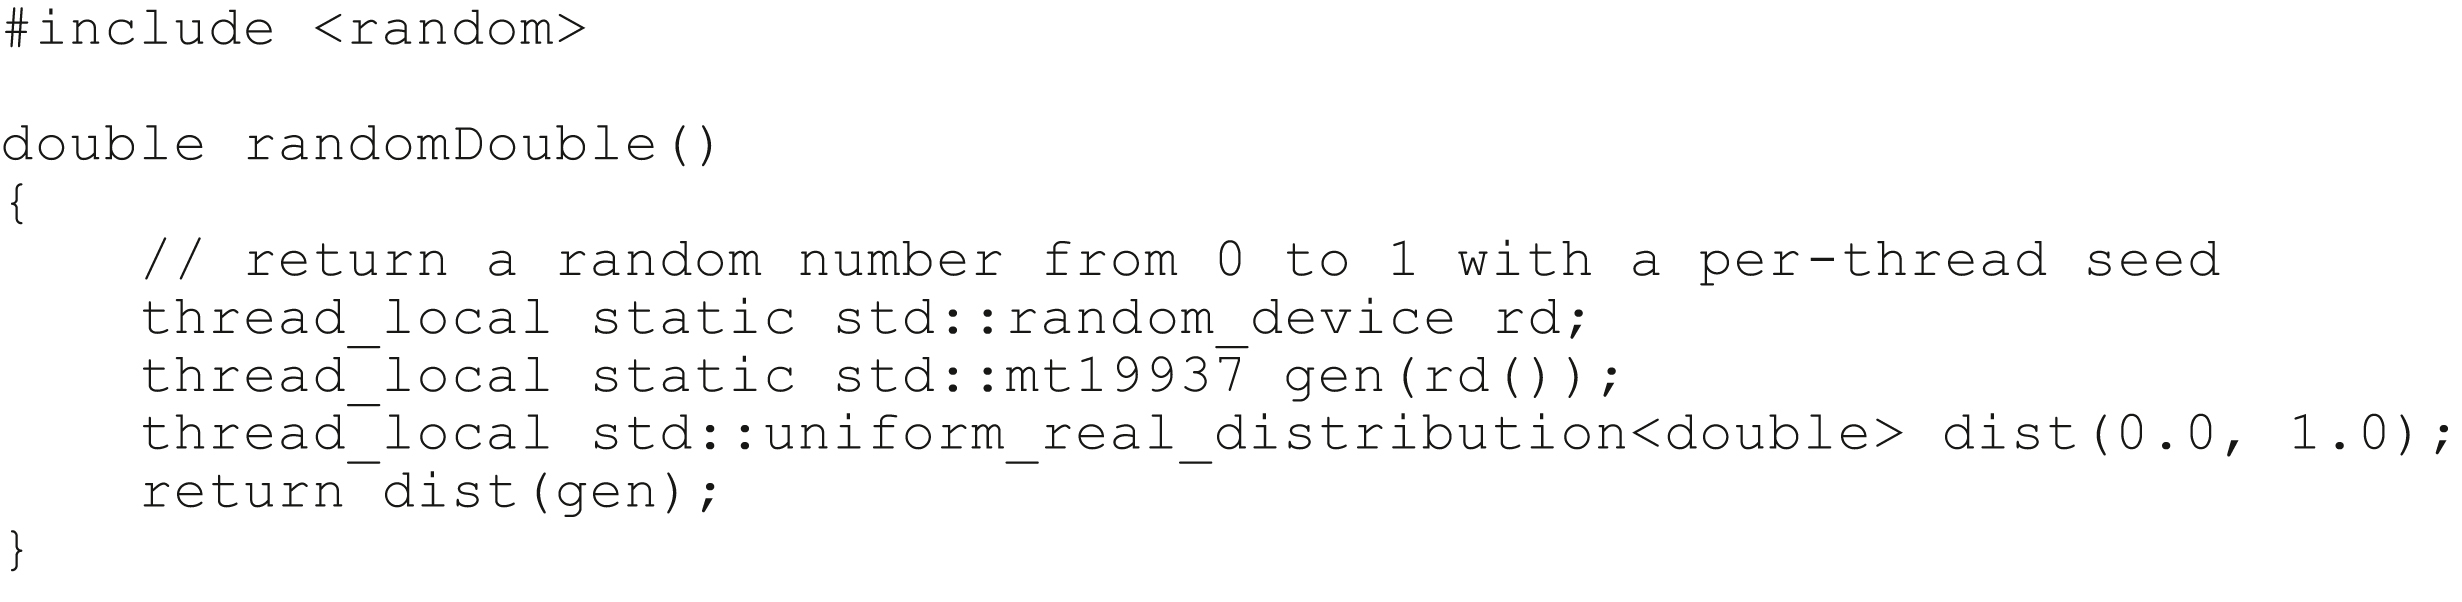 #include <random>

double randomDouble()
{
    // return a random number from 0 to 1 with a per-thread seed
    thread_local static std::random_device rd;
    thread_local static std::mt19937 gen(rd());
    thread_local std::uniform_real_distribution<double> dist(0.0, 1.0);
    return dist(gen);
}